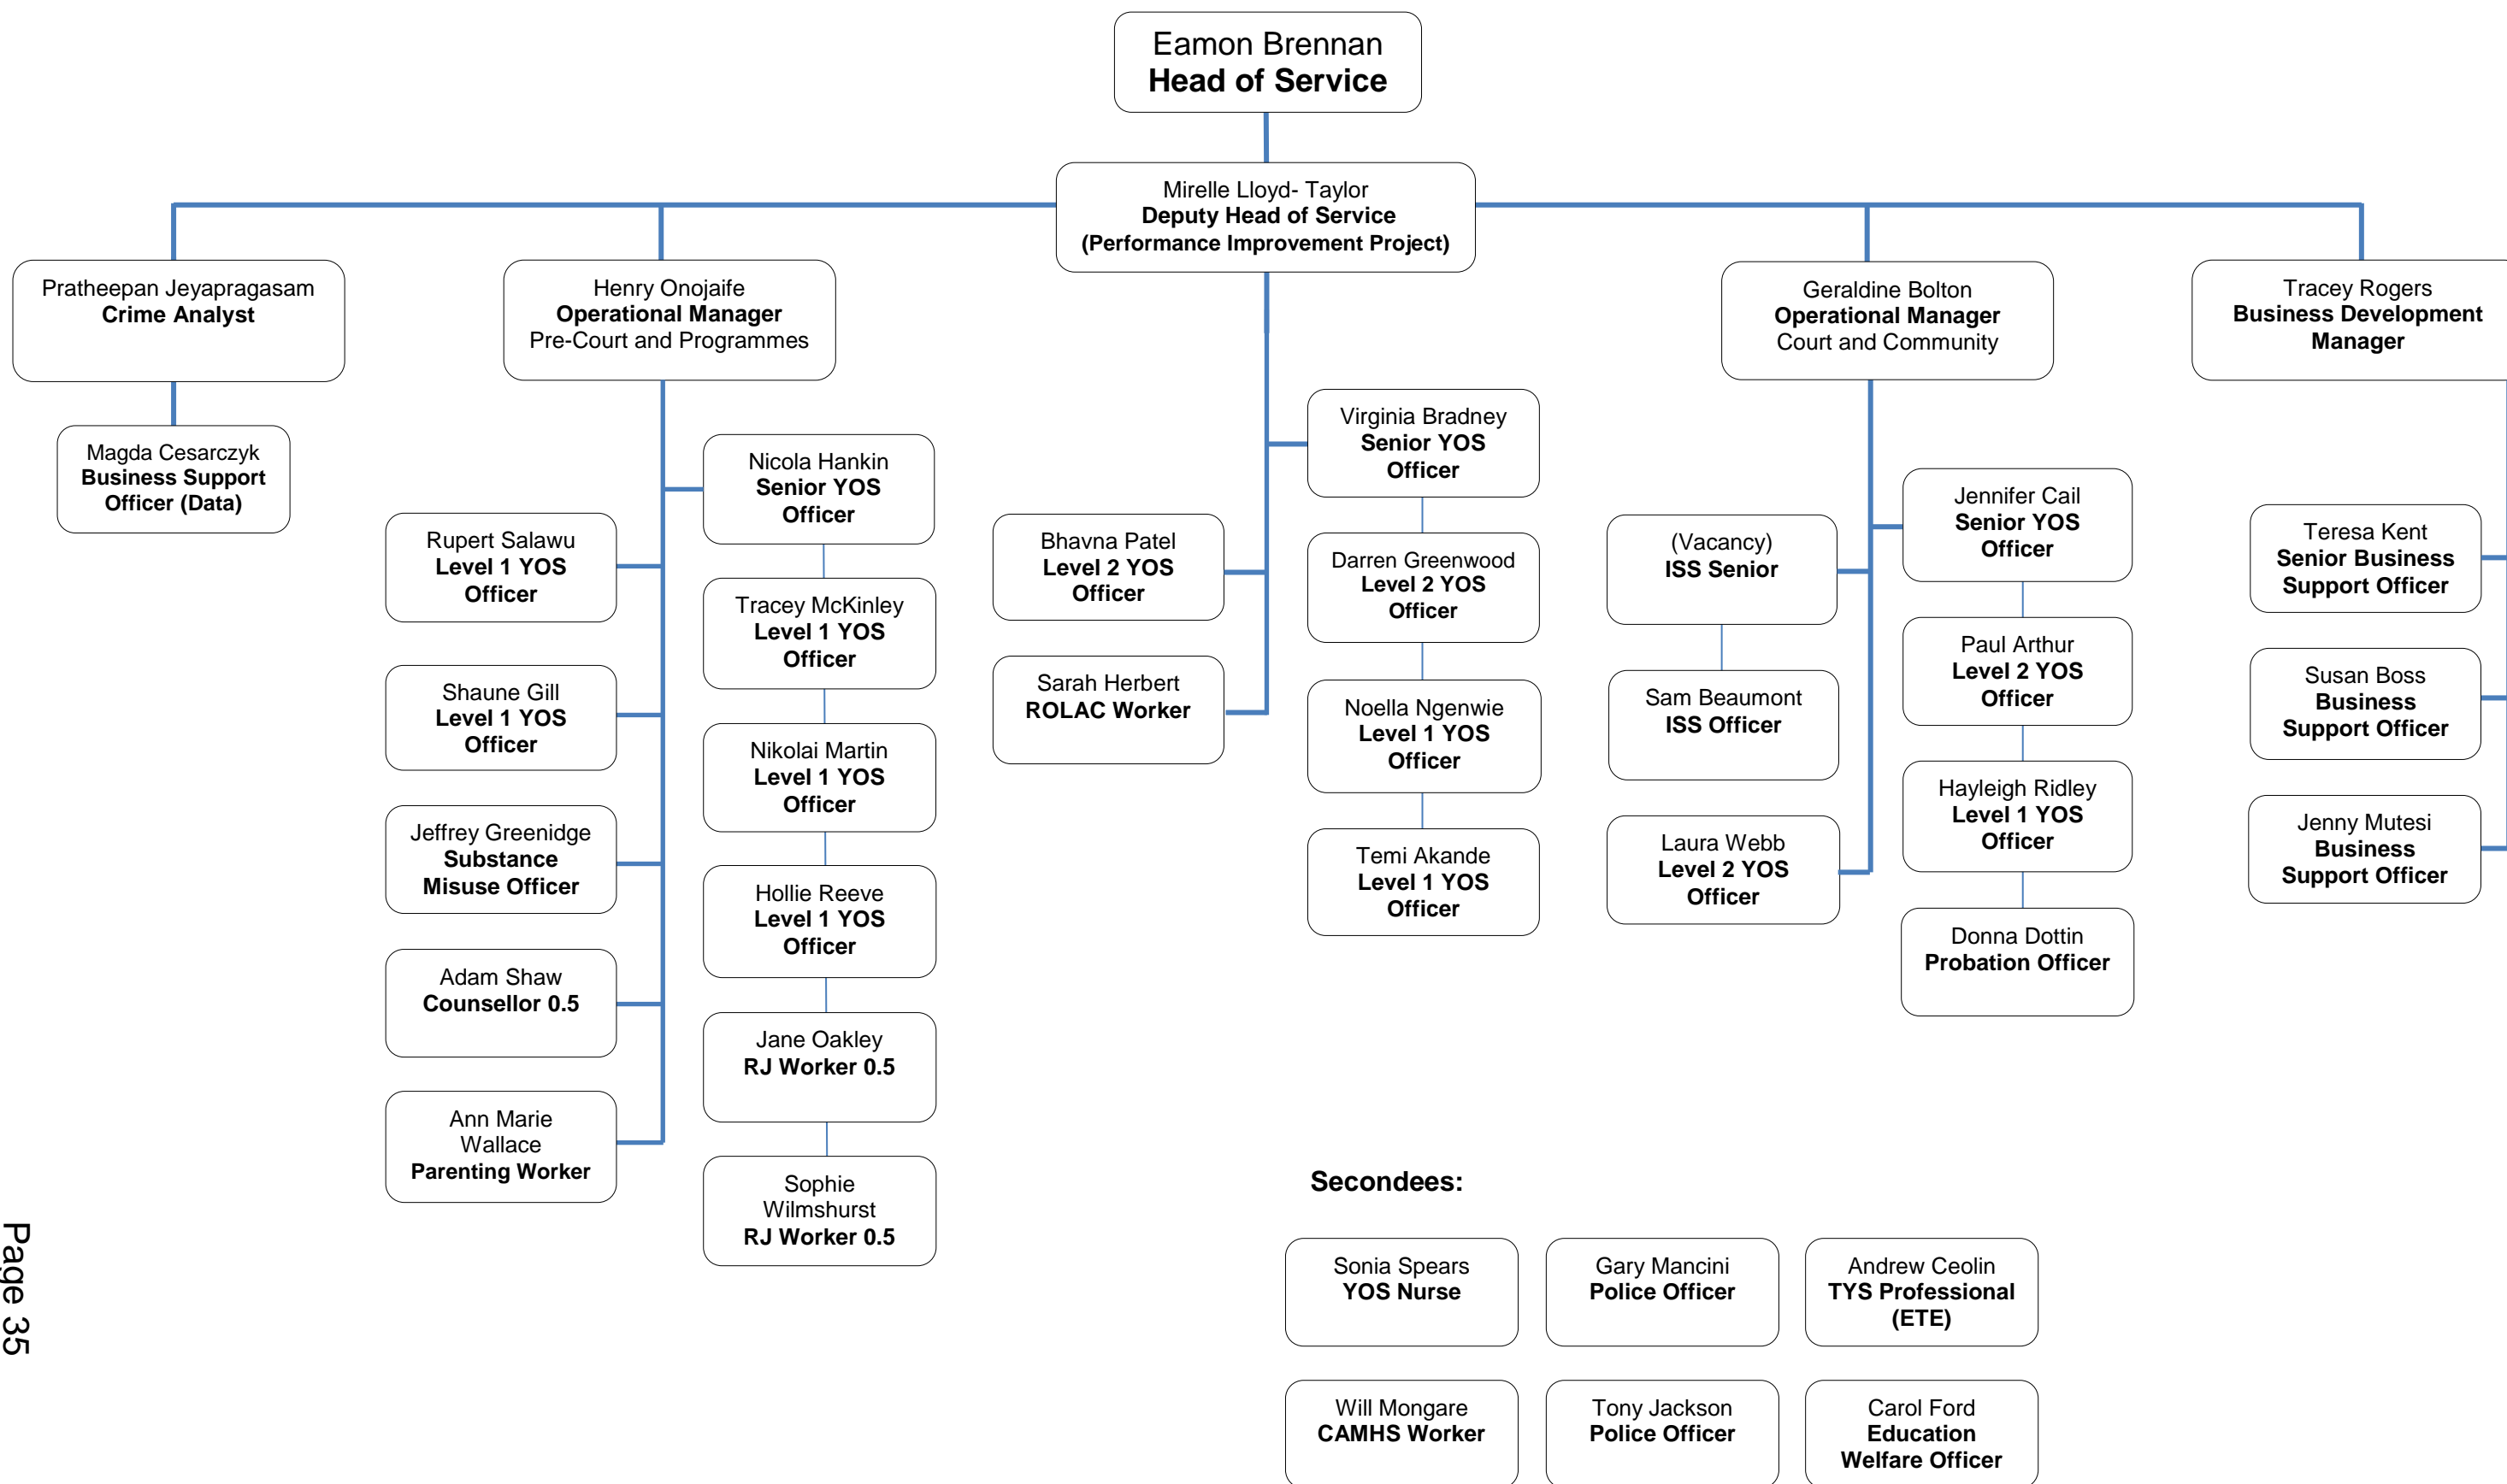 Eamon Brennan
Head of Service
Mirelle Lloyd- Taylor
Deputy Head of Service
(Performance Improvement Project)
Pratheepan Jeyapragasam
Crime Analyst
Henry Onojaife
Operational Manager
Pre-Court and Programmes
Geraldine Bolton
Operational Manager
Court and Community
Tracey Rogers
Business Development
Manager
Magda Cesarczyk
Business Support
Officer (Data)
Rupert Salawu
Level 1 YOS
Officer
Shaune Gill
Level 1 YOS
Officer
Jeffrey Greenidge
Substance
Misuse Officer
Adam Shaw
Counsellor 0.5
Ann Marie
Wallace
Parenting Worker
Nicola Hankin
Senior YOS
Officer
Tracey McKinley
Level 1 YOS
Officer
Nikolai Martin
Level 1 YOS
Officer
Hollie Reeve
Level 1 YOS
Officer
Jane Oakley
RJ Worker 0.5
Sophie
Wilmshurst
RJ Worker 0.5
Bhavna Patel
Level 2 YOS
Officer
Sarah Herbert
ROLAC Worker
Virginia Bradney
Senior YOS
Officer
Darren Greenwood
Level 2 YOS
Officer
Noella Ngenwie
Level 1 YOS
Officer
Temi Akande
Level 1 YOS
Officer
(Vacancy)
ISS Senior
Sam Beaumont
ISS Officer
Laura Webb
Level 2 YOS
Officer
Jennifer Cail
Senior YOS
Officer
Paul Arthur
Level 2 YOS
Officer
Hayleigh Ridley
Level 1 YOS
Officer
Donna Dottin
Probation Officer
Teresa Kent
Senior Business
Support Officer
Susan Boss
Business
Support Officer
Jenny Mutesi
Business
Support Officer
Secondees:
Sonia Spears
YOS Nurse
Gary Mancini
Police Officer
Andrew Ceolin
TYS Professional
(ETE)
Will Mongare
CAMHS Worker
Tony Jackson
Police Officer
Carol Ford
Education
Welfare Officer
Page 35